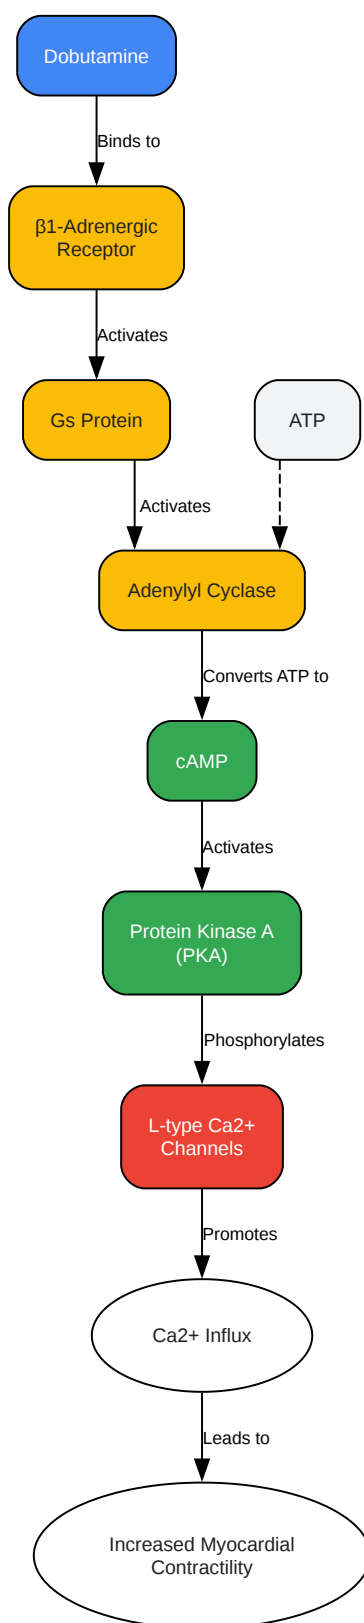 Dobutamine
Binds to
β1-Adrenergic
Receptor
Activates
Gs Protein
ATP
Activates
Adenylyl Cyclase
Converts ATP to
cAMP
Activates
Protein Kinase A
(PKA)
Phosphorylates
L-type Ca2+
Channels
Promotes
Ca2+ Influx
Leads to
Increased Myocardial
Contractility